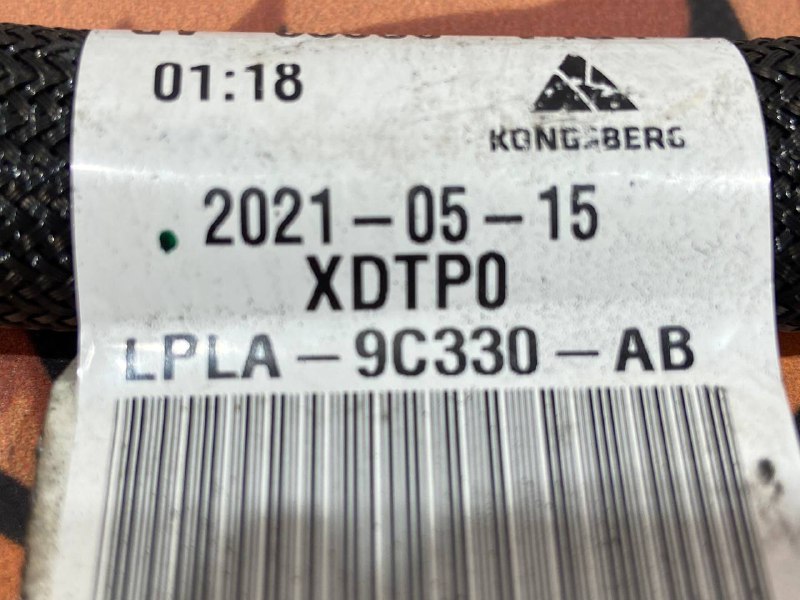 01:18
KONGSBERG
2021-05-15
XDTP0
LPLA-9C330-AB